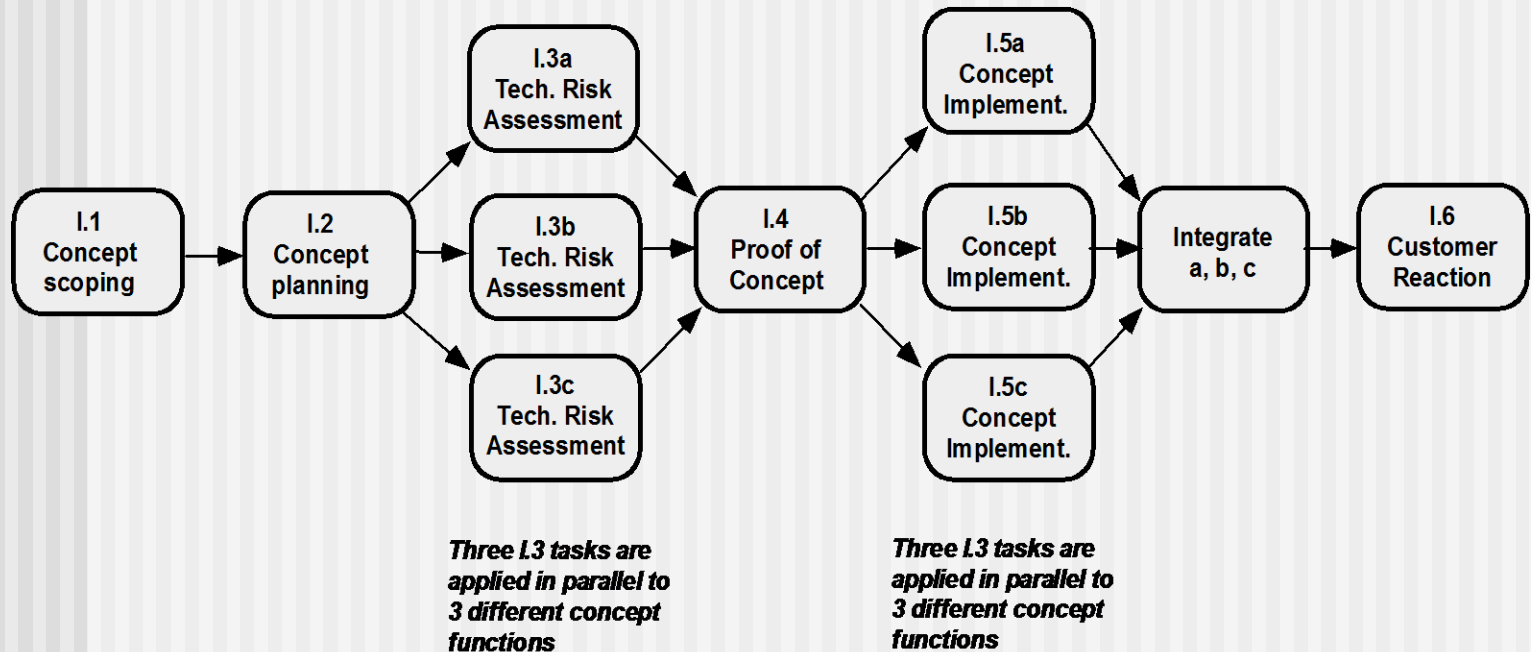 I.1
Concept
scoping
I.2
Concept
planning
I.3a
Tech. Risk
Assessment
I.3b
Tech. Risk
Assessment
I.3c
Tech. Risk
Assessment
I.4
Proof of
Concept
I.5a
Concept
Implement.
I.5b
Concept
Implement.
I.5c
Concept
Implement.
Integrate
a, b, c
I.6
Customer
Reaction
Three I.3 tasks are
applied in parallel to
3 different concept
functions
Three I.3 tasks are
applied in parallel to
3 different concept
functions